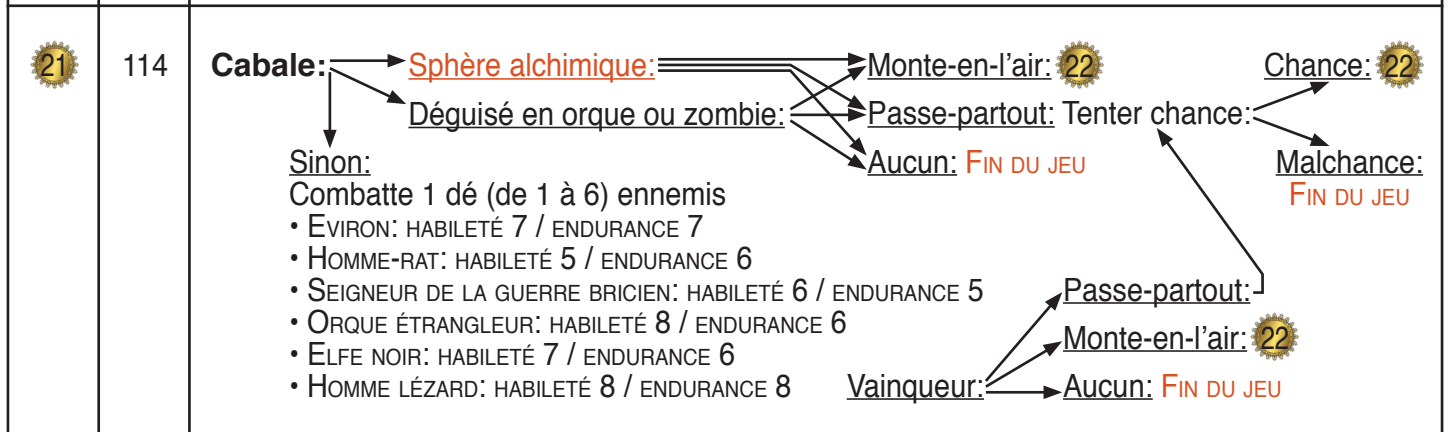 21 114 Cabale: Sphère alchimique: Monte-en-l’air: 22 Chance: 22
Déguisé en orque ou zombie: Passe-partout: Tenter chance:
Sinon: Aucun: Fin du jeu Malchance:
Combatte 1 dé (de 1 à 6) ennemis Fin du jeu
• Eviron: habileté 7 / endurance 7
• Homme-rat: habileté 5 / endurance 6
• Seigneur de la guerre bricien: habileté 6 / endurance 5 Passe-partout:
• Orque étrangleur: habileté 8 / endurance 6
Monte-en-l’air: 22
• Elfe noir: habileté 7 / endurance 6
• Homme lézard: habileté 8 / endurance 8 Vainqueur: Aucun: Fin du jeu